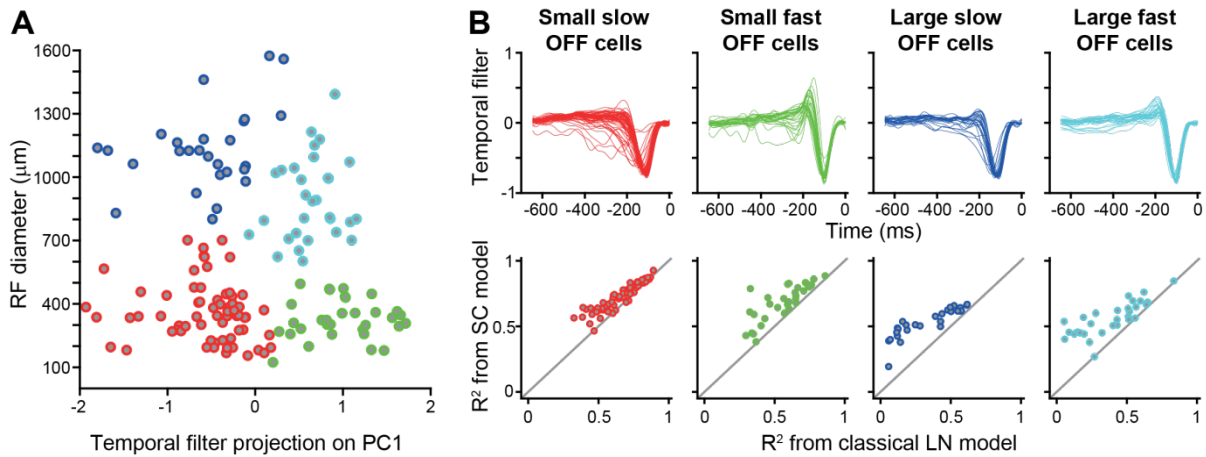 A
RF diameter (μm)
1600
1300
1000
700
400
100
-2
-1
0
1
2
Temporal filter projection on PC1
B
Small slow
OFF cells
Small fast
OFF cells
Large slow
OFF cells
Large fast
OFF cells
Temporal filter
1
0
-1
-600 -400 -200 0
-600 -400 -200 0
-600 -400 -200 0
-600 -400 -200 0
Time (ms)
R² from SC model
1
0.5
0
0 0.5 1
0 0.5 1
0 0.5 1
0 0.5 1
R² from classical LN model